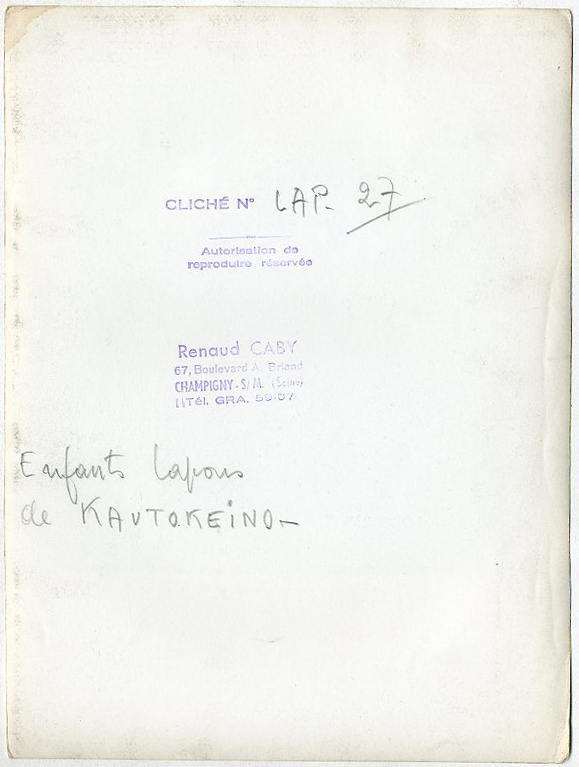 CLICHÉ N° LAP. 27
Autorisation de
reproduire réservée
Renaud CABY
67, Boulevard A. Briand
CHAMPIGNY-S/M. (Seine)
Tél. GRA. 59-07
Enfants lapons
de KAUTOKEINO-